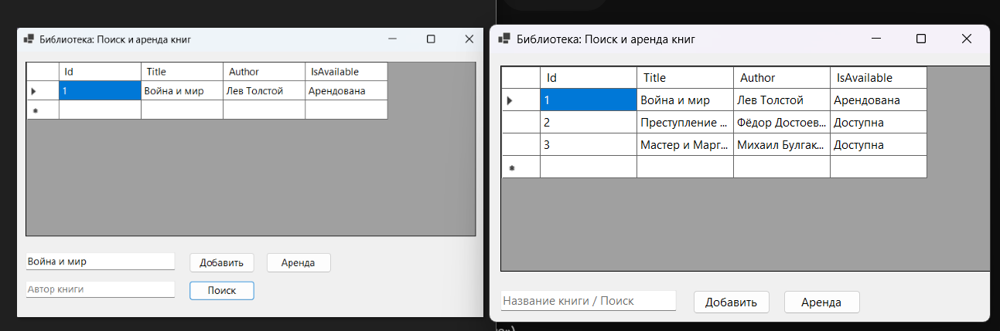 Библиотека: Поиск и аренда книг
Id Title Author IsAvailable
1 Война и мир Лев Толстой Арендована
Война и мир Добавить Аренда
Автор книги Поиск
Библиотека: Поиск и аренда книг
Id Title Author IsAvailable
1 Война и мир Лев Толстой Арендована
2 Преступление ... Фёдор Достоев... Доступна
3 Мастер и Марг... Михаил Булгак... Доступна
Название книги / Поиск Добавить Аренда